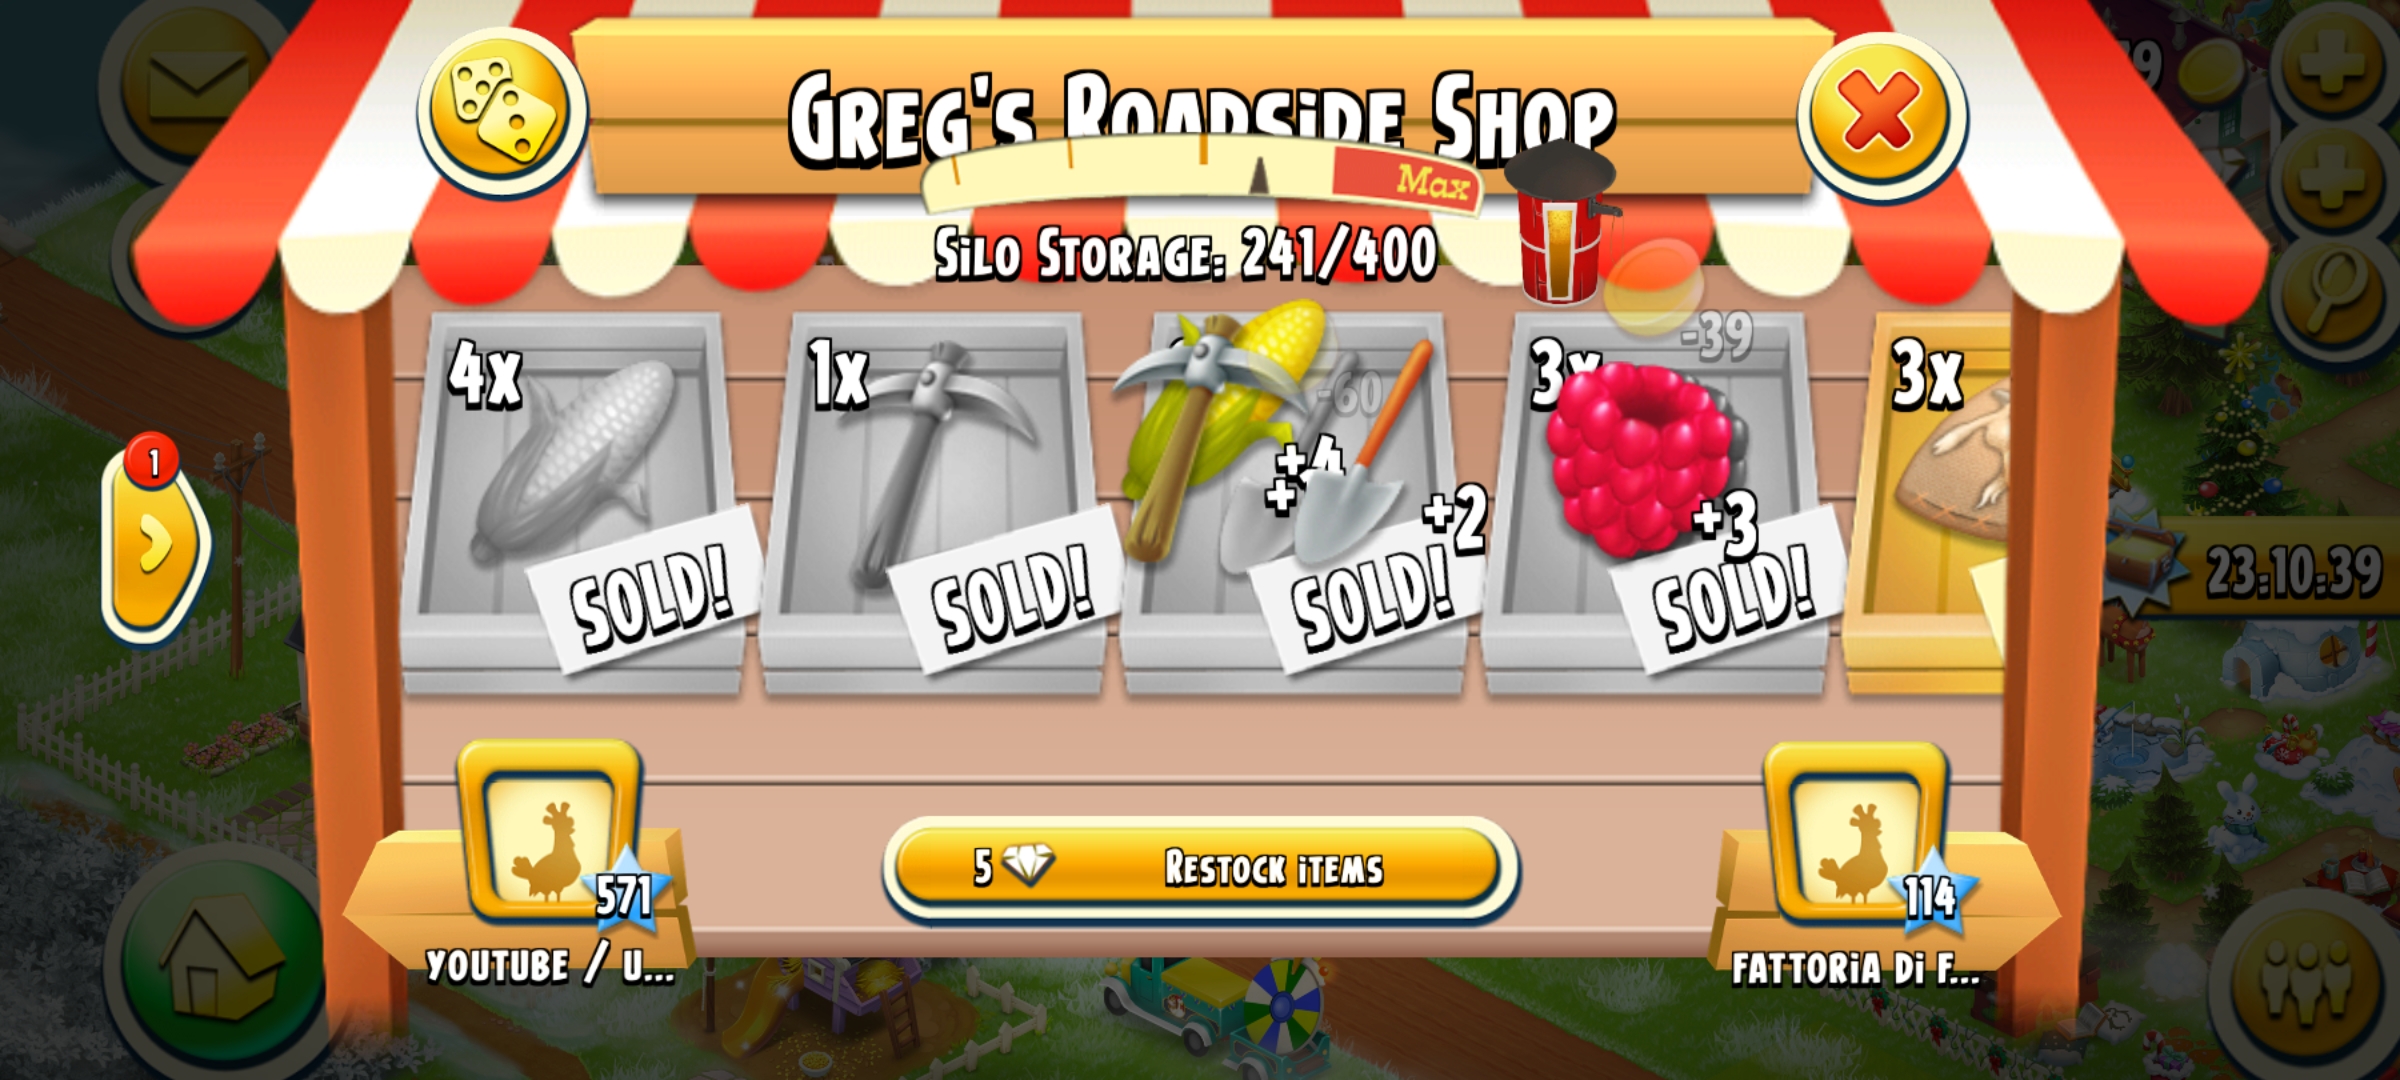 GREG'S ROADSIDE SHOP
Max
SILO STORAGE: 241/400
-39
-60
4x
1x
3x
3x
+4
+
+2
+3
SOLD!
SOLD!
SOLD!
SOLD!
1
23:10:39
571
YOUTUBE / U...
5
RESTOCK ITEMS
114
FATTORIA DI F...